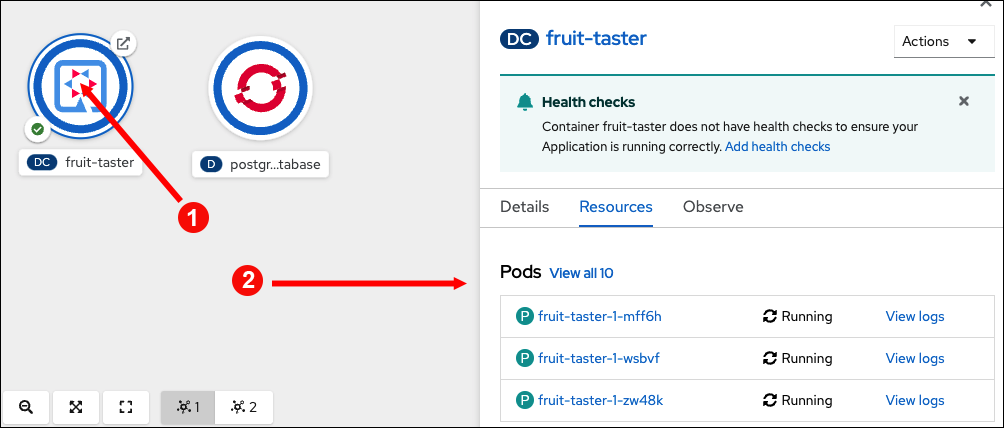 DC fruit-taster
D postgr...tabase
1
2
1
2
DC fruit-taster
Actions
Health checks
Container fruit-taster does not have health checks to ensure your
Application is running correctly. Add health checks
Details Resources Observe
Pods View all 10
P fruit-taster-1-mff6h Running View logs
P fruit-taster-1-wsbvf Running View logs
P fruit-taster-1-zw48k Running View logs